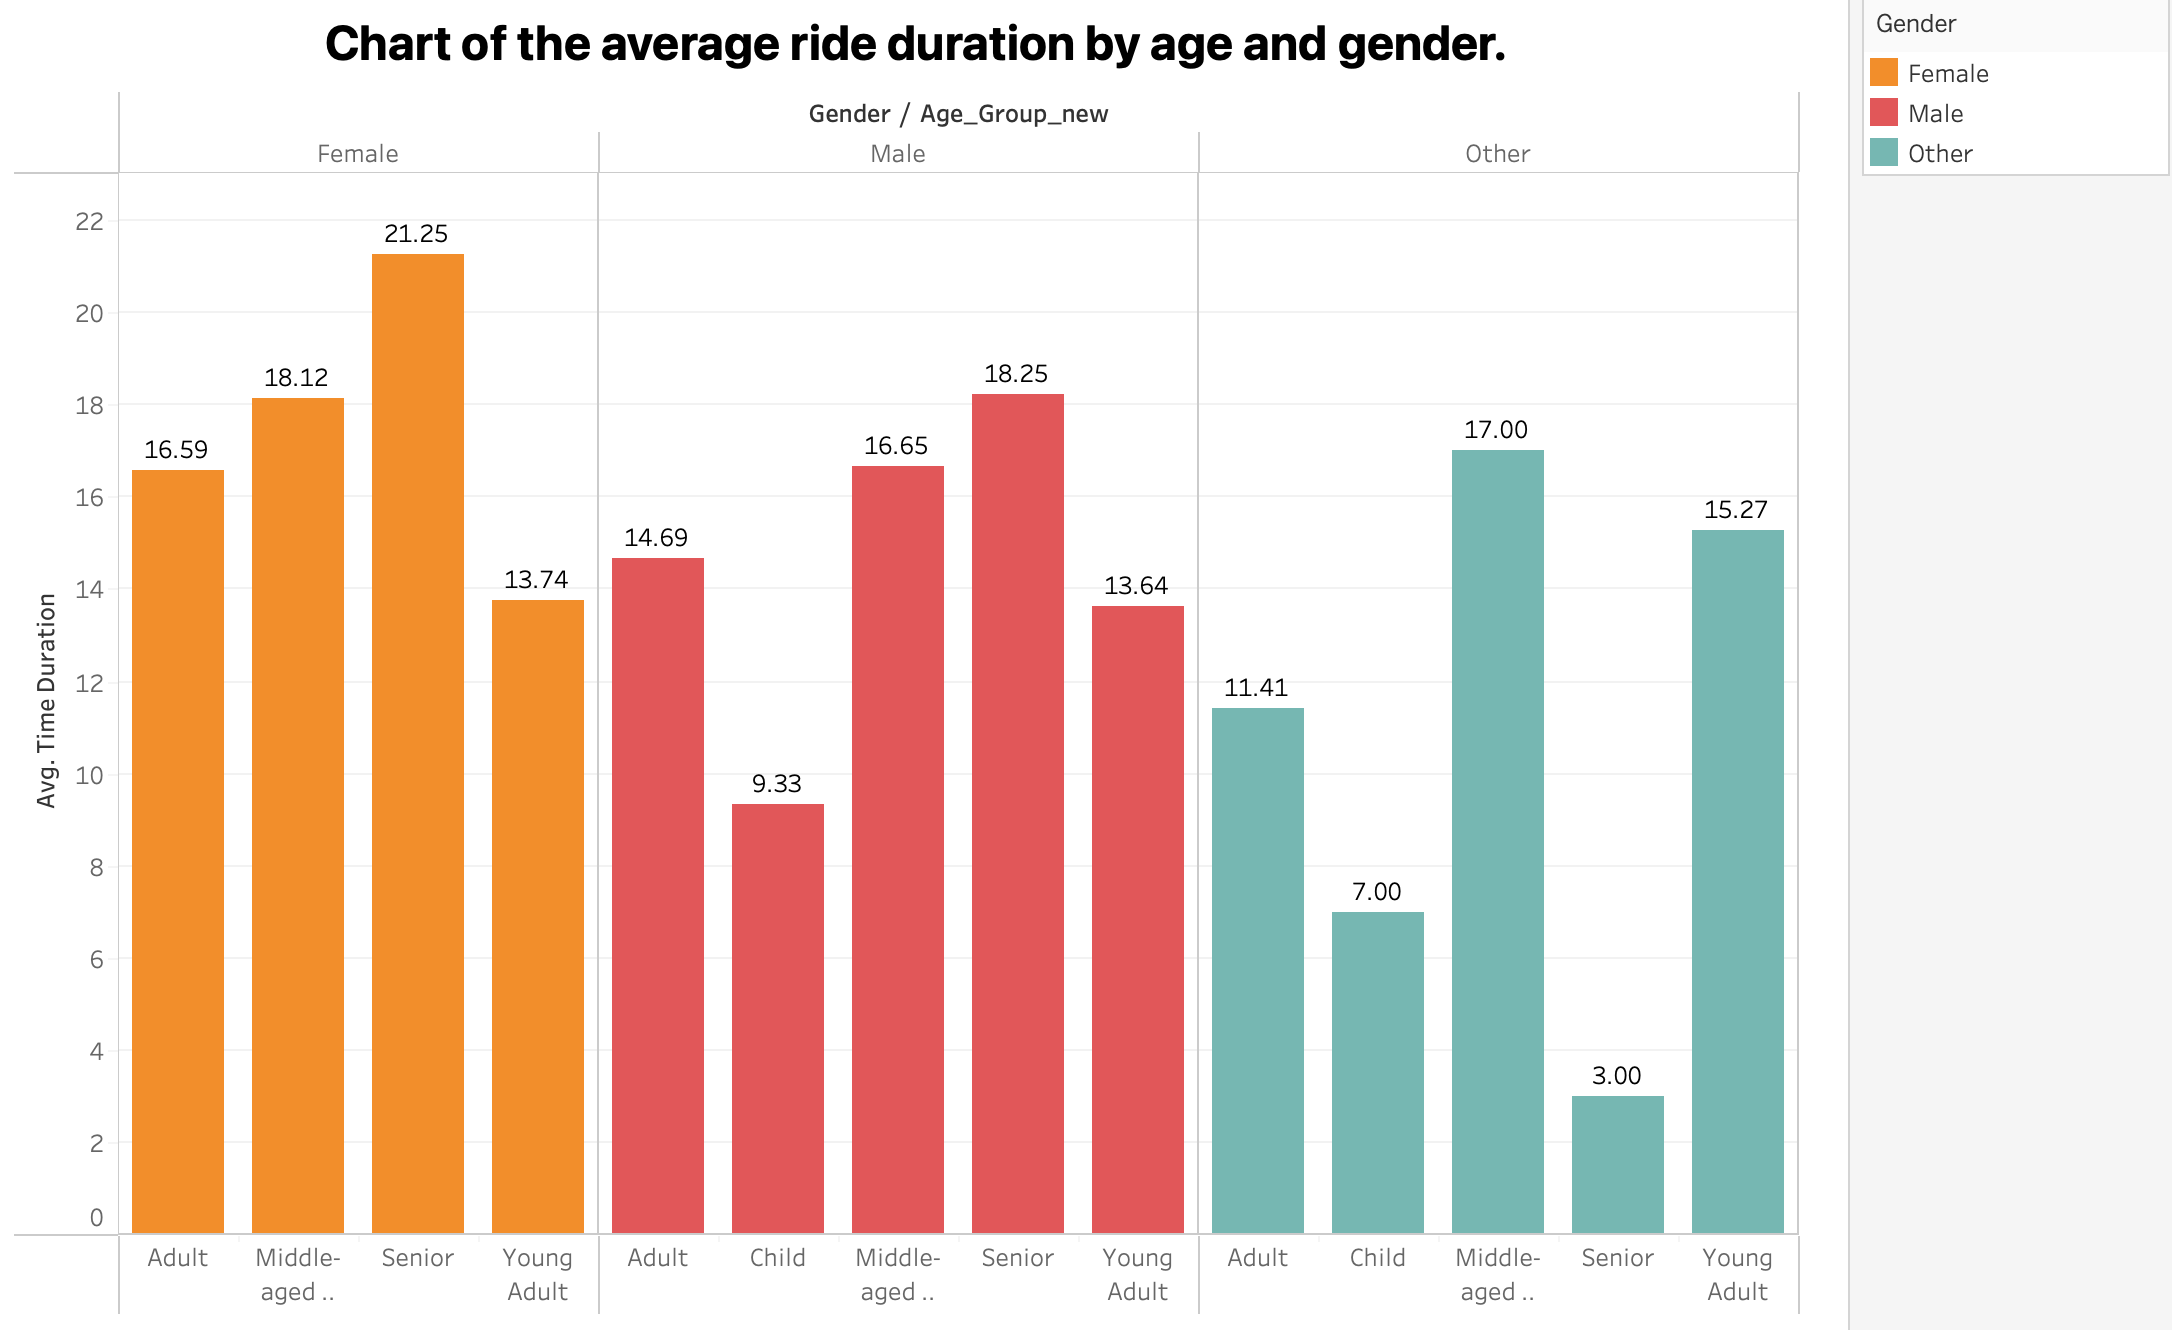 Chart of the average ride duration by age and gender.
Gender / Age_Group_new
Female
Male
Other
22
20
18
16
14
12
10
8
6
4
2
0
Avg. Time Duration
16.59
18.12
21.25
13.74
14.69
9.33
16.65
18.25
13.64
11.41
7.00
17.00
3.00
15.27
Adult
Middle-
aged ..
Senior
Young
Adult
Adult
Child
Middle-
aged ..
Senior
Young
Adult
Adult
Child
Middle-
aged ..
Senior
Young
Adult
Gender
Female
Male
Other